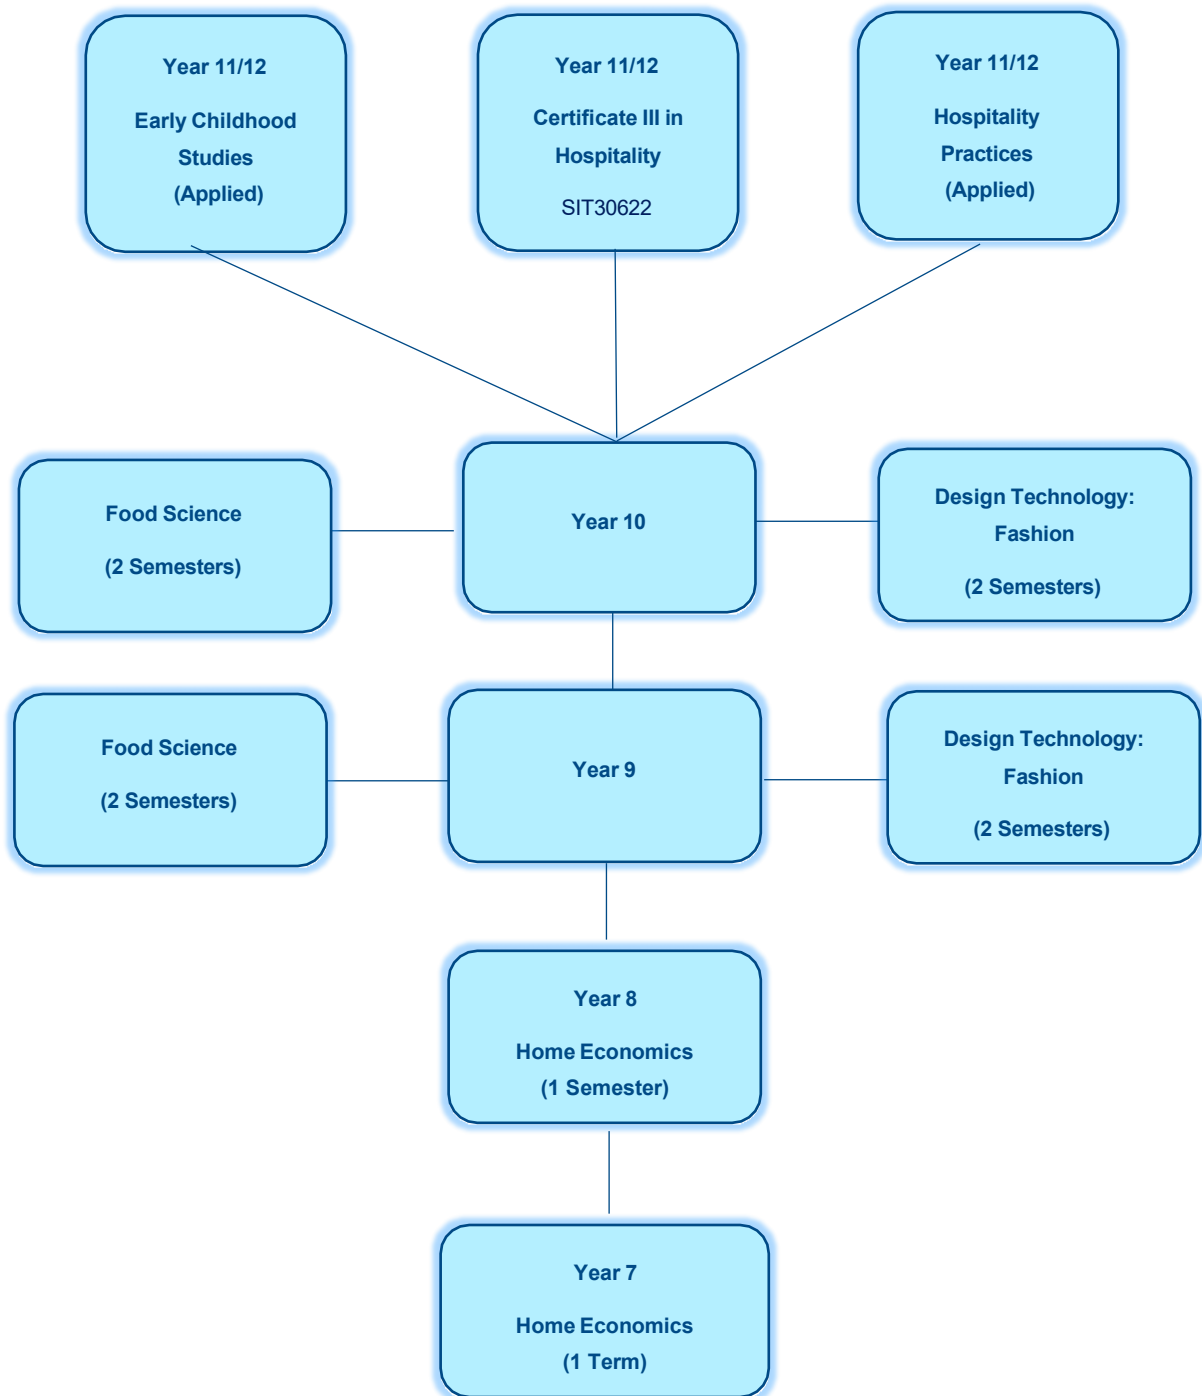 Year 11/12
Early Childhood
Studies
(Applied)
Year 11/12
Certificate III in
Hospitality
SIT30622
Year 11/12
Hospitality
Practices
(Applied)
Food Science
(2 Semesters)
Year 10
Design Technology:
Fashion
(2 Semesters)
Food Science
(2 Semesters)
Year 9
Design Technology:
Fashion
(2 Semesters)
Year 8
Home Economics
(1 Semester)
Year 7
Home Economics
(1 Term)